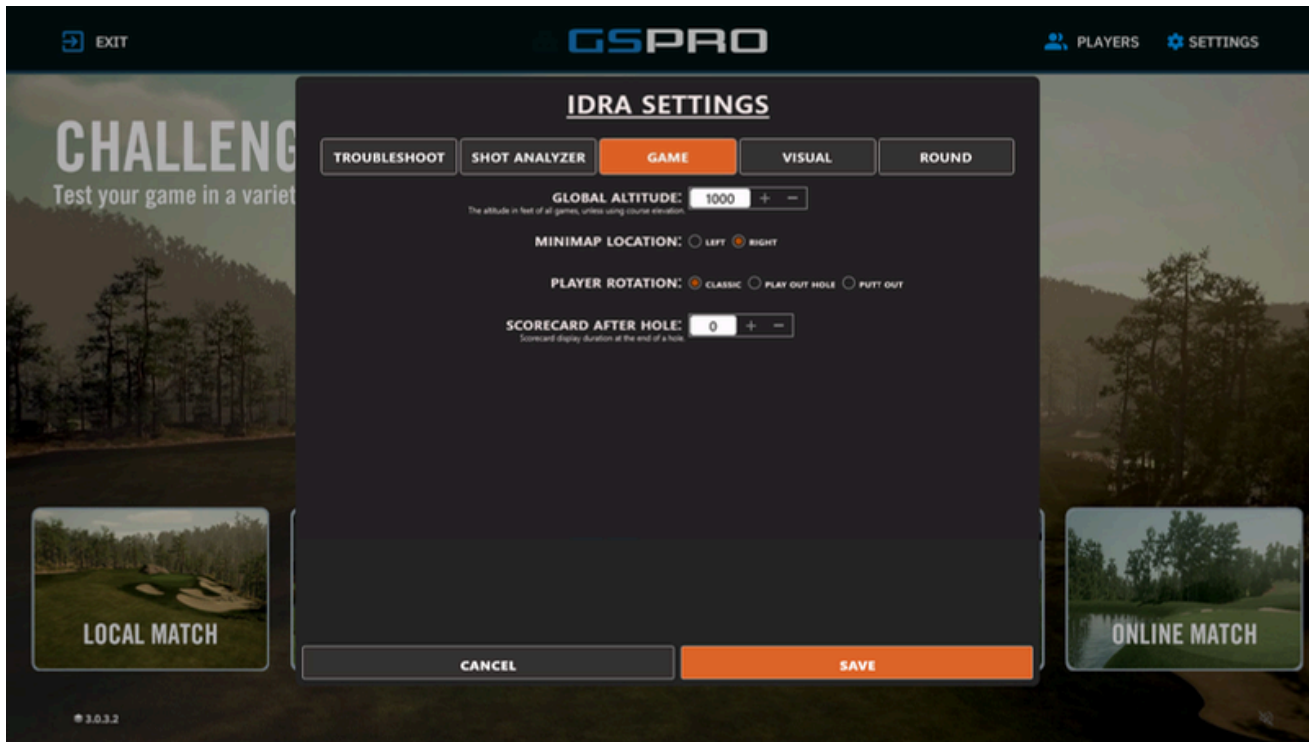 EXIT
GSPRO
PLAYERS
SETTINGS
IDRA SETTINGS
CHALLENG
Test your game in a variet
TROUBLESHOOT
SHOT ANALYZER
GAME
VISUAL
ROUND
GLOBAL ALTITUDE: 1000 + −
The altitude in feet of all games, unless using course elevation.
MINIMAP LOCATION: LEFT RIGHT
PLAYER ROTATION: CLASSIC PLAY OUT HOLE PUTT OUT
SCORECARD AFTER HOLE: 0 + −
Scorecard display duration at the end of a hole.
LOCAL MATCH
ONLINE MATCH
CANCEL
SAVE
3.0.3.2